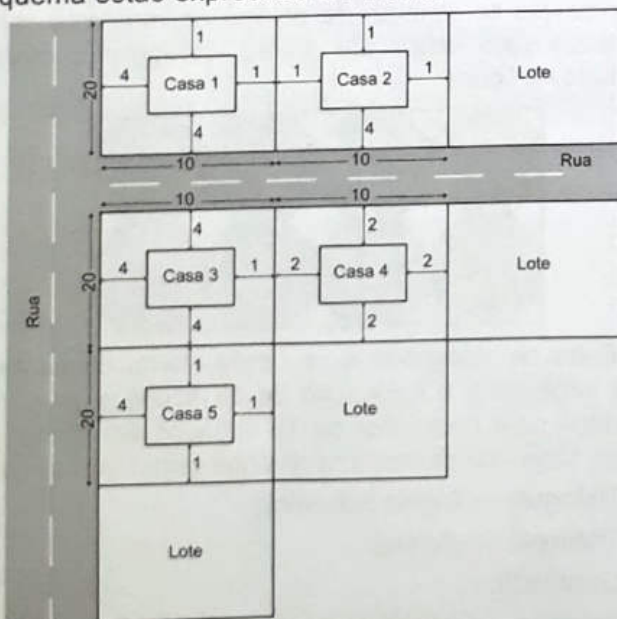 quema estão
1 1
20 4 Casa 1 1 1 Casa 2 1 Lote
4 4
10 10
Rua
10 10
4 2
20 4 Casa 3 1 2 Casa 4 2 Lote
4 2
Rua
1
20 4 Casa 5 1 Lote
1
Lote